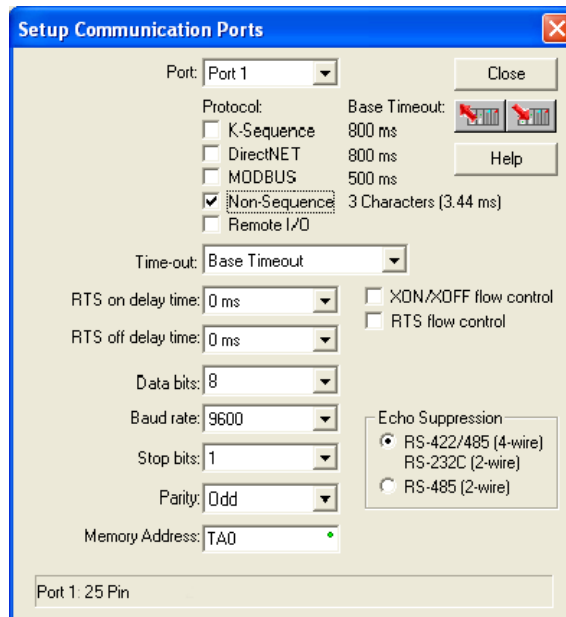 Setup Communication Ports
Port: Port 1
Close
Protocol: Base Timeout:
K-Sequence 800 ms
DirectNET 800 ms
Help
MODBUS 500 ms
Non-Sequence 3 Characters (3.44 ms)
Remote I/O
Time-out: Base Timeout
RTS on delay time: 0 ms
XON/XOFF flow control
RTS flow control
RTS off delay time: 0 ms
Data bits: 8
Baud rate: 9600
Echo Suppression
RS-422/485 (4-wire)
RS-232C (2-wire)
RS-485 (2-wire)
Stop bits: 1
Parity: Odd
Memory Address: TA0
Port 1: 25 Pin